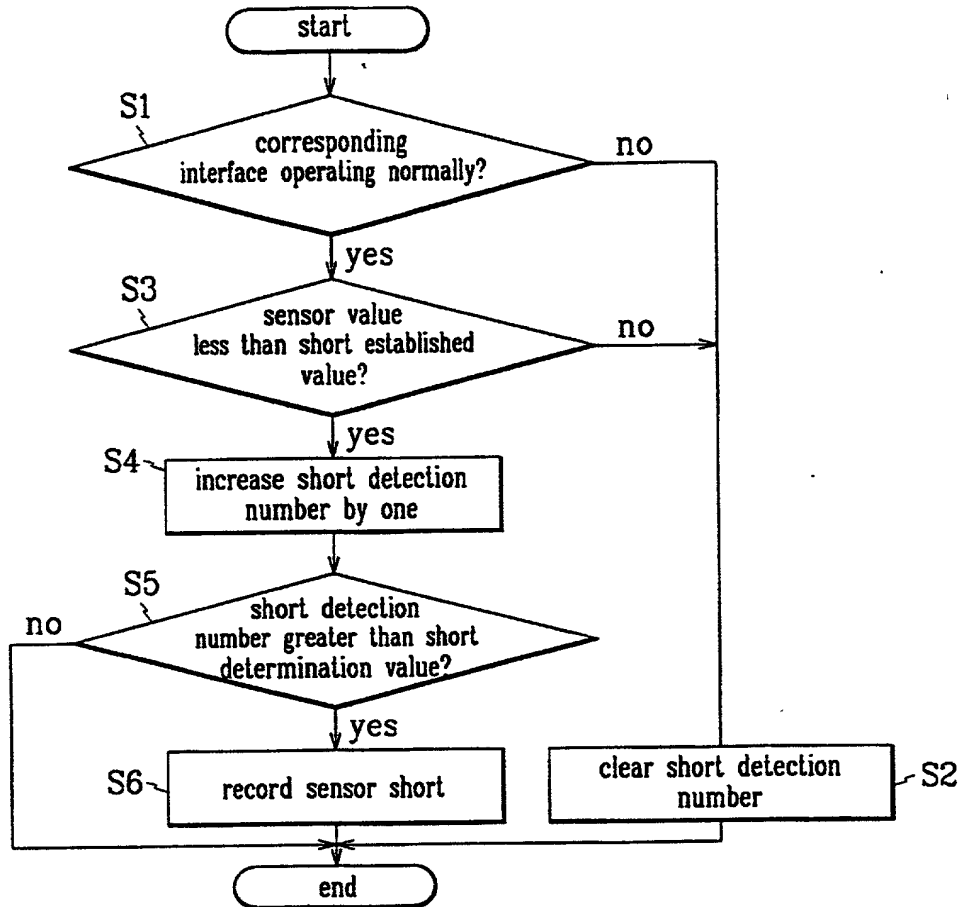 start
S1
corresponding
interface operating normally?
no
yes
S3
sensor value
less than short established
value?
no
yes
S4
increase short detection
number by one
S5
short detection
number greater than short
determination value?
no
yes
S6
record sensor short
clear short detection
number
S2
end